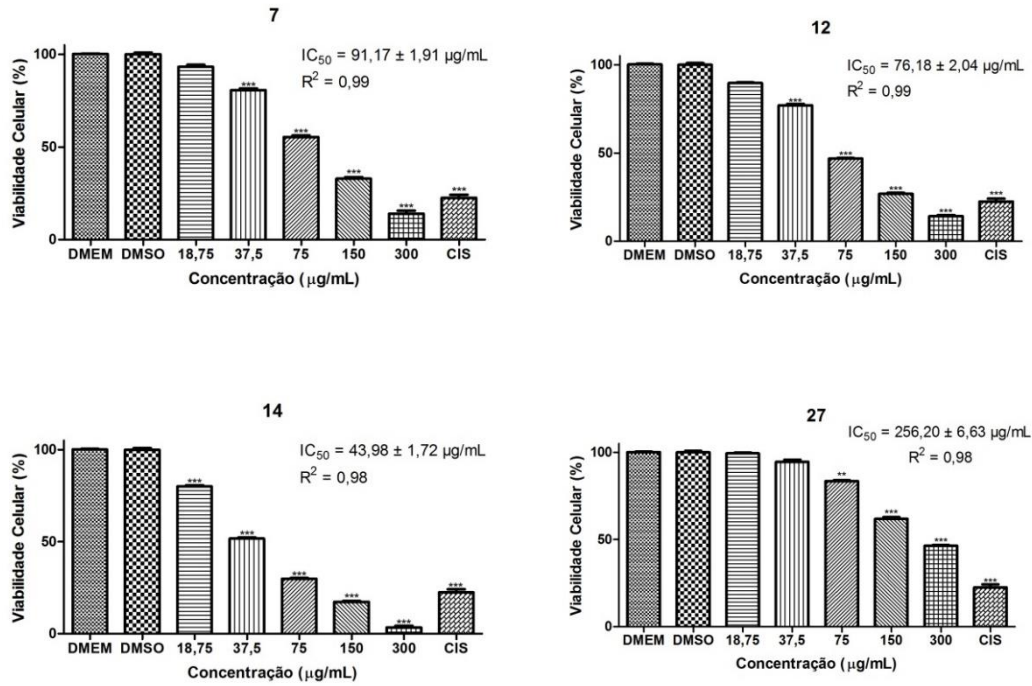 7
IC50 = 91,17 ± 1,91 µg/mL
R2 = 0,99
Viabilidade Celular (%)
100
50
0
***
***
***
***
***
DMEM DMSO 18,75 37,5 75 150 300 CIS
Concentração (µg/mL)
12
IC50 = 76,18 ± 2,04 µg/mL
R2 = 0,99
Viabilidade Celular (%)
100
50
0
***
***
***
***
***
DMEM DMSO 18,75 37,5 75 150 300 CIS
Concentração (µg/mL)
14
IC50 = 43,98 ± 1,72 µg/mL
R2 = 0,98
Viabilidade Celular (%)
100
50
0
***
***
***
***
***
***
DMEM DMSO 18,75 37,5 75 150 300 CIS
Concentração (µg/mL)
27
IC50 = 256,20 ± 6,63 µg/mL
R2 = 0,98
Viabilidade Celular (%)
100
50
0
**
***
***
***
DMEM DMSO 18,75 37,5 75 150 300 CIS
Concentração (µg/mL)